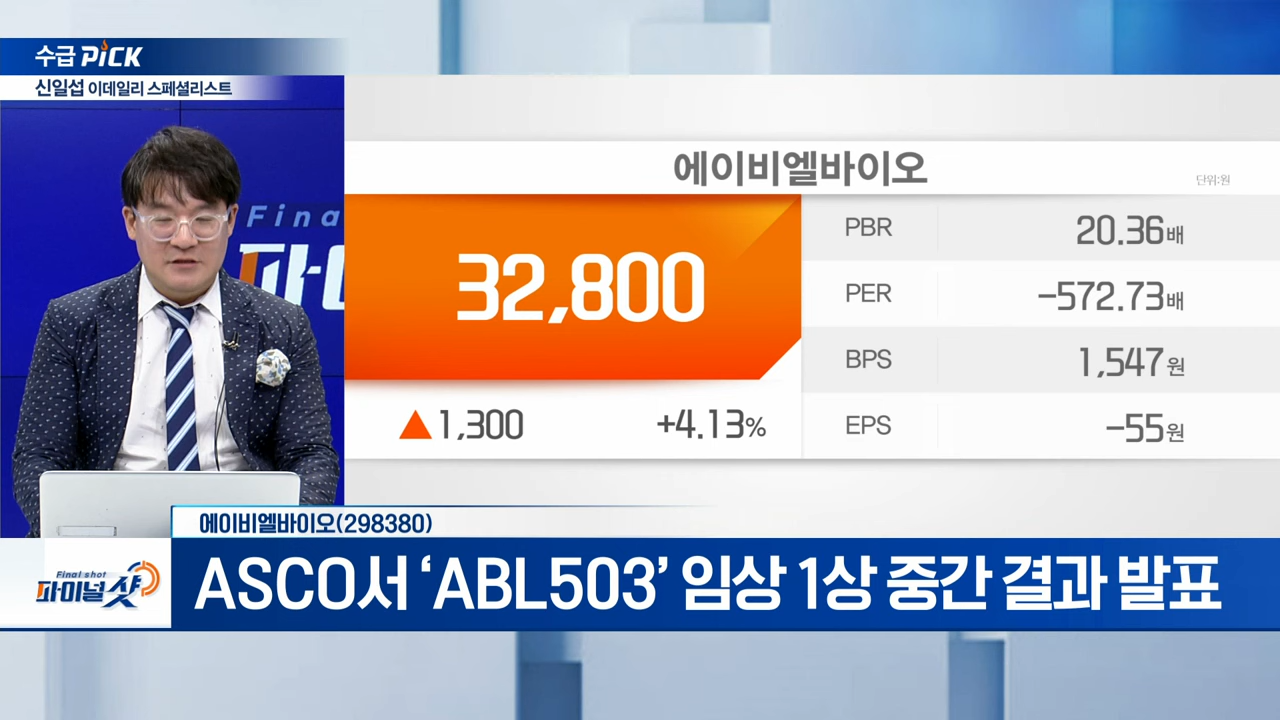 수급 PICK
신일섭 이데일리 스페셜리스트
Fina
파
에이비엘바이오
단위:원
32,800
▲1,300 +4.13%
PBR 20.36배
PER -572.73배
BPS 1,547원
EPS -55원
에이비엘바이오(298380)
Final shot
파이널샷
ASCO서 ‘ABL503’ 임상 1상 중간 결과 발표